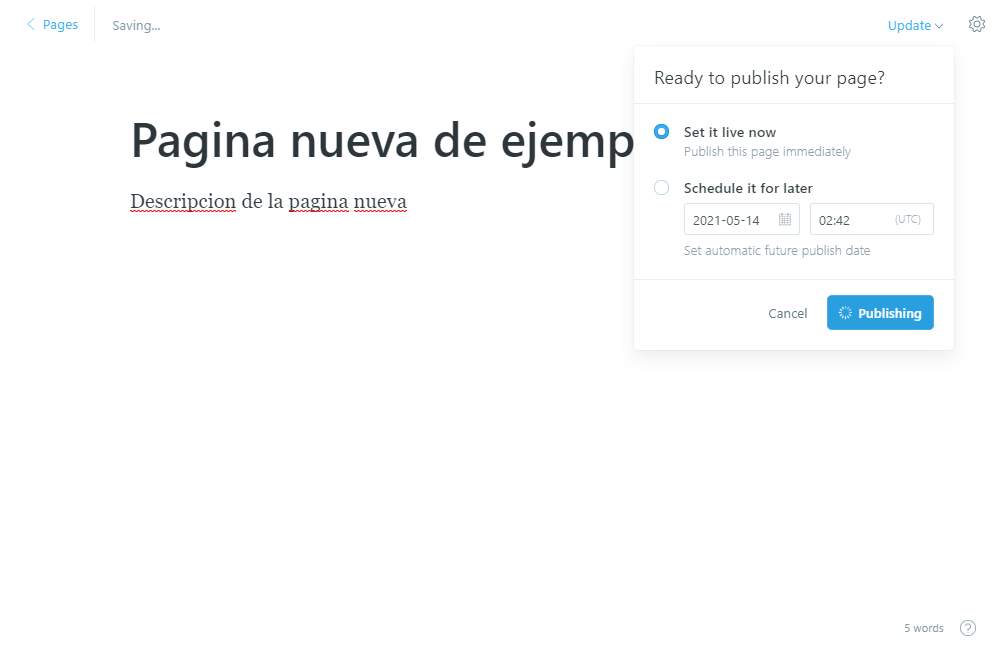 Pages
Saving...
Update
Ready to publish your page?
Pagina nueva de ejemp
Set it live now
Publish this page immediately
Schedule it for later
Descripcion de la pagina nueva
2021-05-14
02:42 (UTC)
Set automatic future publish date
Cancel
Publishing
5 words
?